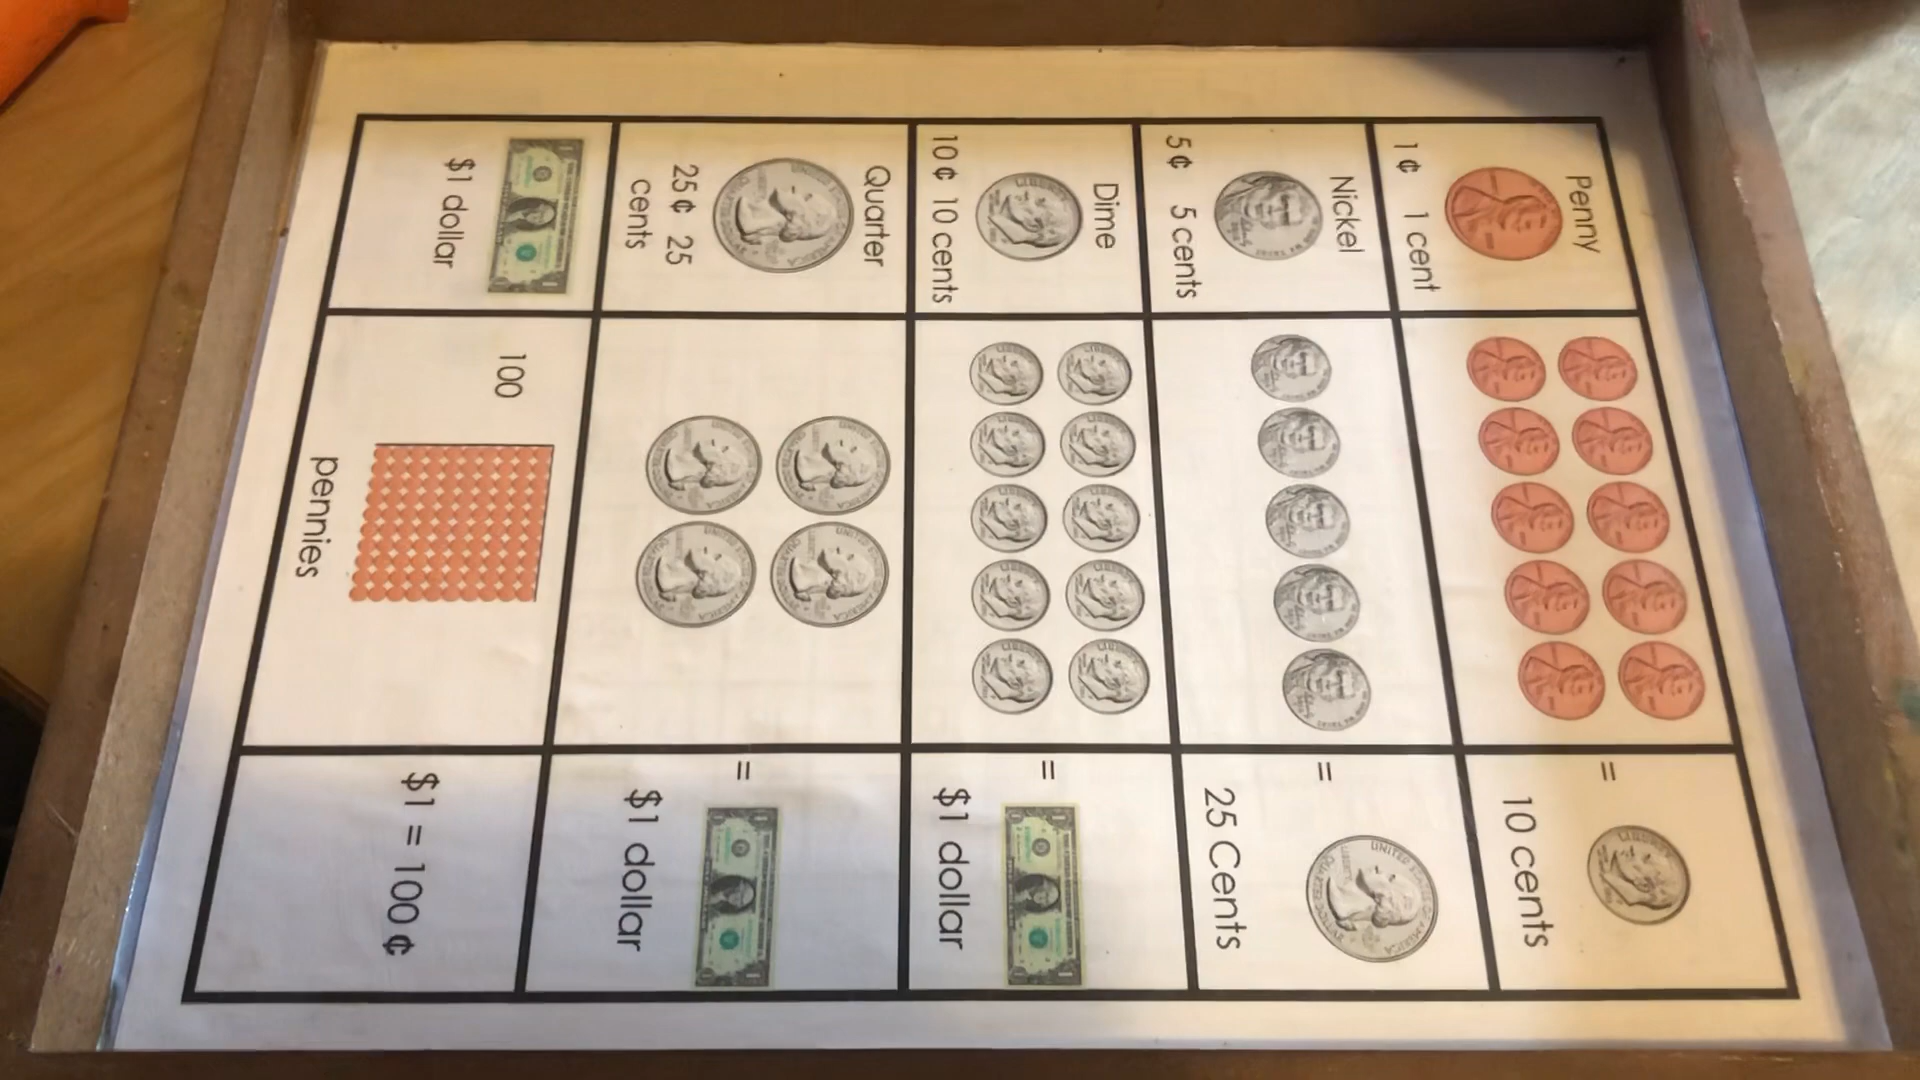 Penny
1 ¢ 1 cent
=
10 cents
Nickel
5 ¢ 5 cents
=
25 Cents
Dime
10 ¢ 10 cents
=
$1 dollar
Quarter
25 ¢ 25
cents
=
$1 dollar
$1 dollar
100
pennies
$1 = 100 ¢